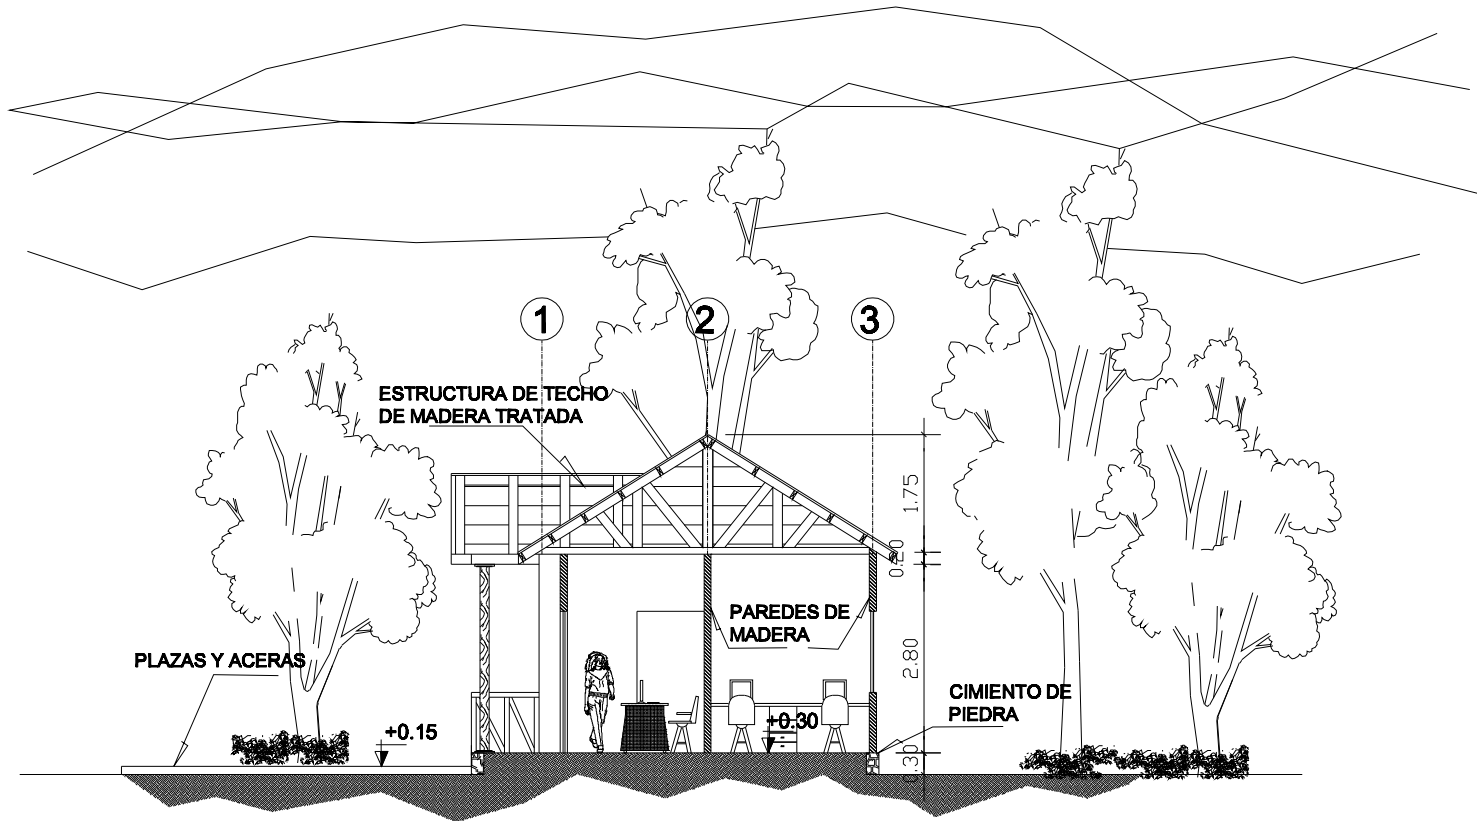 1
2
3
ESTRUCTURA DE TECHO
DE MADERA TRATADA
1.75
0.20
PAREDES DE
MADERA
2.80
PLAZAS Y ACERAS
CIMIENTO DE
PIEDRA
+0.15
+0.30
0.30